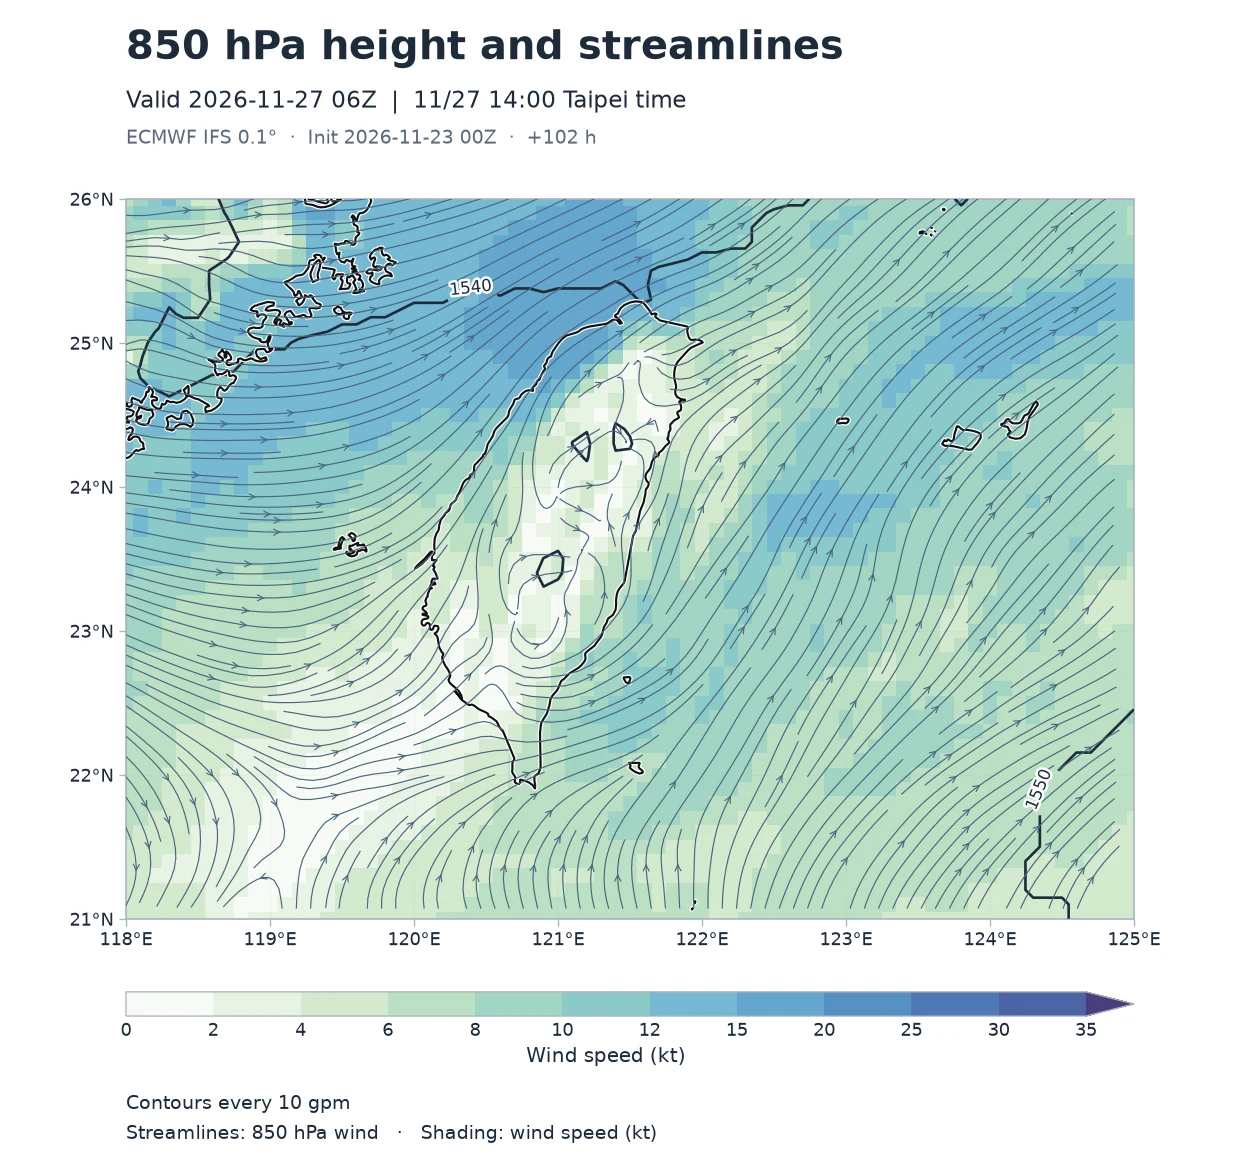 850 hPa height and streamlines
Valid 2026-11-27 06Z | 11/27 14:00 Taipei time
ECMWF IFS 0.1° · Init 2026-11-23 00Z · +102 h
26°N
25°N
24°N
23°N
22°N
21°N
1540
1550
118°E 119°E 120°E 121°E 122°E 123°E 124°E 125°E
0 2 4 6 8 10 12 15 20 25 30 35
Wind speed (kt)
Contours every 10 gpm
Streamlines: 850 hPa wind · Shading: wind speed (kt)